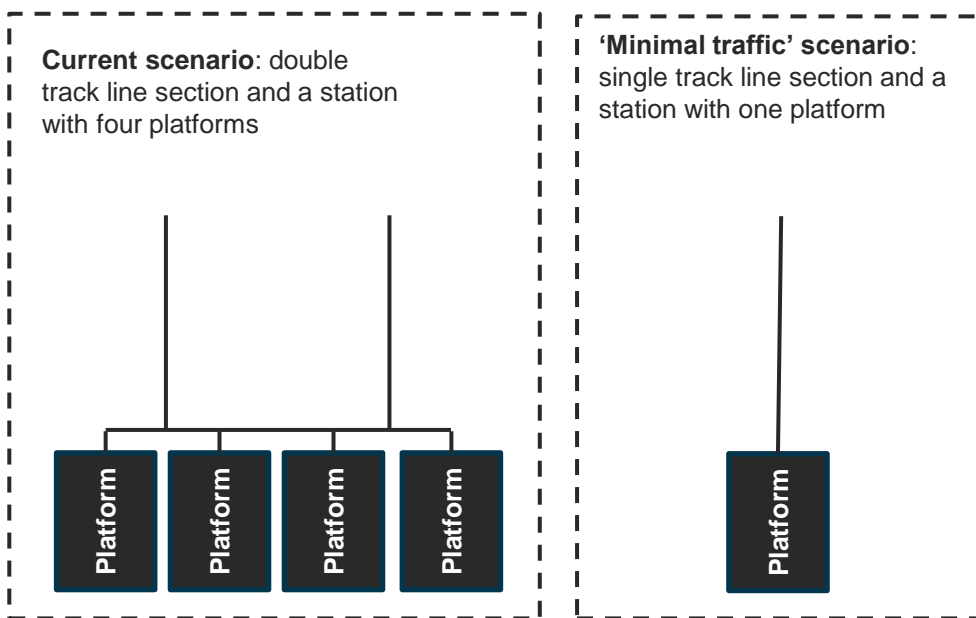 Current scenario: double
track line section and a station
with four platforms
‘Minimal traffic’ scenario:
single track line section and a
station with one platform
Platform
Platform
Platform
Platform
Platform